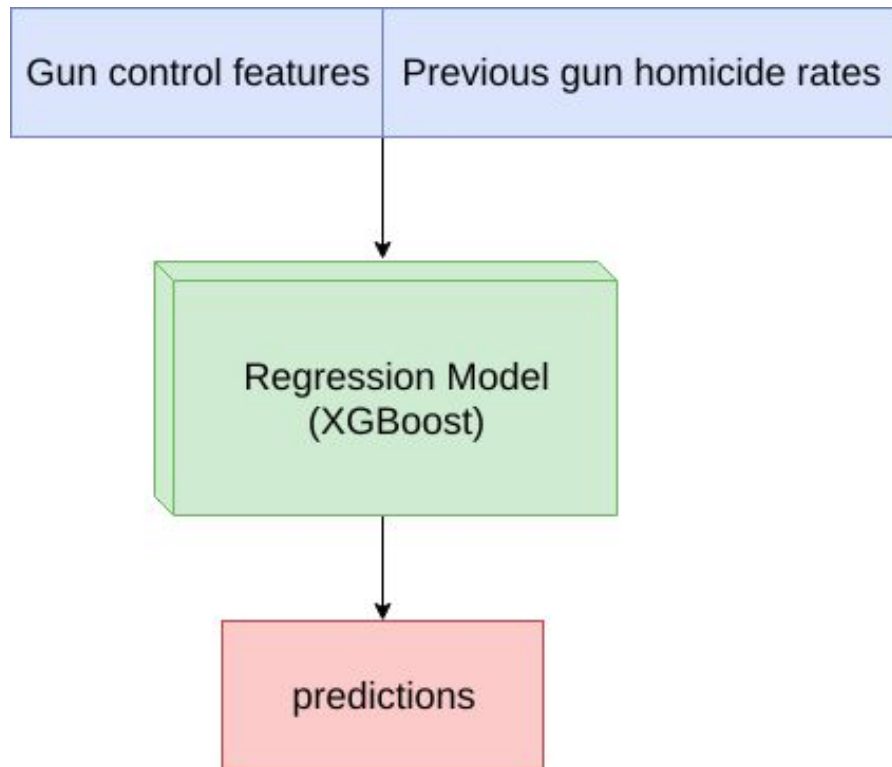 Gun control features
Previous gun homicide rates
Regression Model
(XGBoost)
predictions